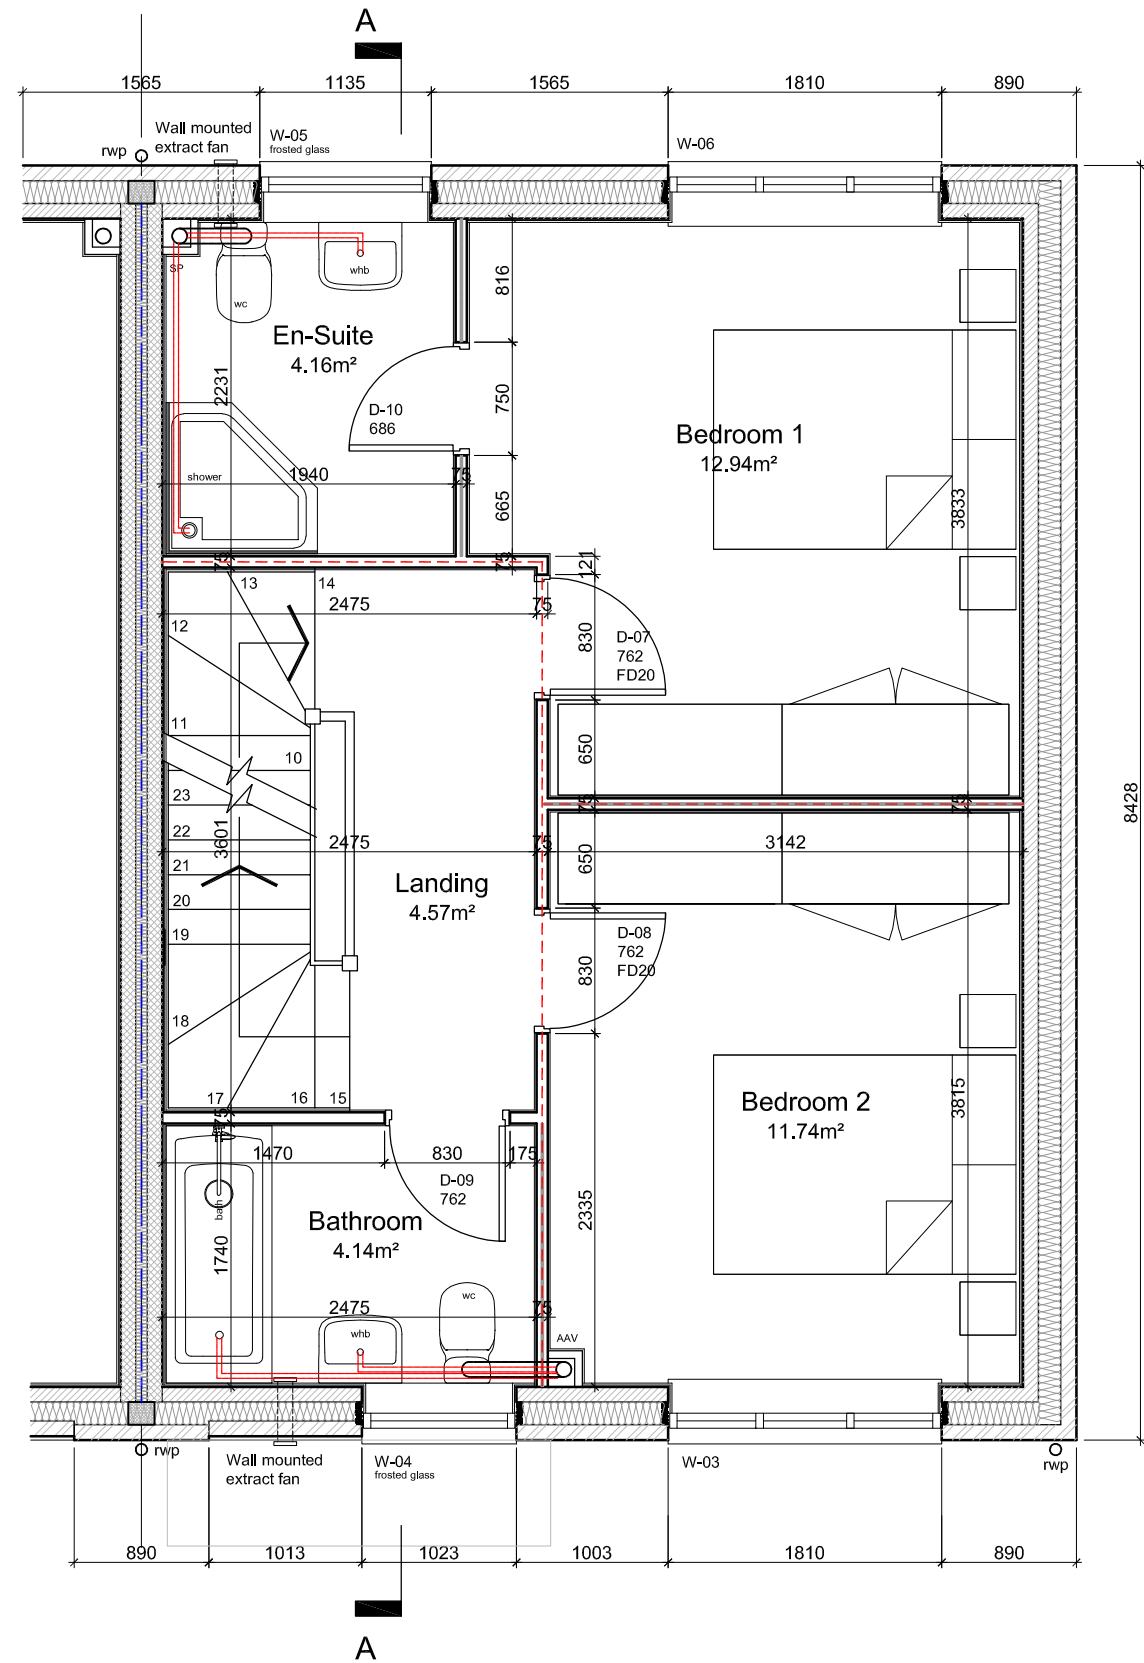 A
1565
1135
1565
1810
890
Wall mounted
extract fan
rwp
W-05
frosted glass
W-06
SP
wc
whb
816
En-Suite
4.16m²
2231
750
D-10
686
Bedroom 1
12.94m²
shower
1940
75
665
3833
75
75
121
13
14
2475
75
12
830
D-07
762
FD20
11
10
650
23
75
75
22
3601
2475
75
650
3142
21
Landing
4.57m²
20
19
D-08
762
FD20
830
8428
18
17
16
15
Bedroom 2
11.74m²
3815
75
1470
830
175
D-09
762
bath
Bathroom
4.14m²
2335
1740
2475
75
wc
whb
AAV
rwp
Wall mounted
extract fan
W-04
frosted glass
W-03
rwp
890
1013
1023
1003
1810
890
A